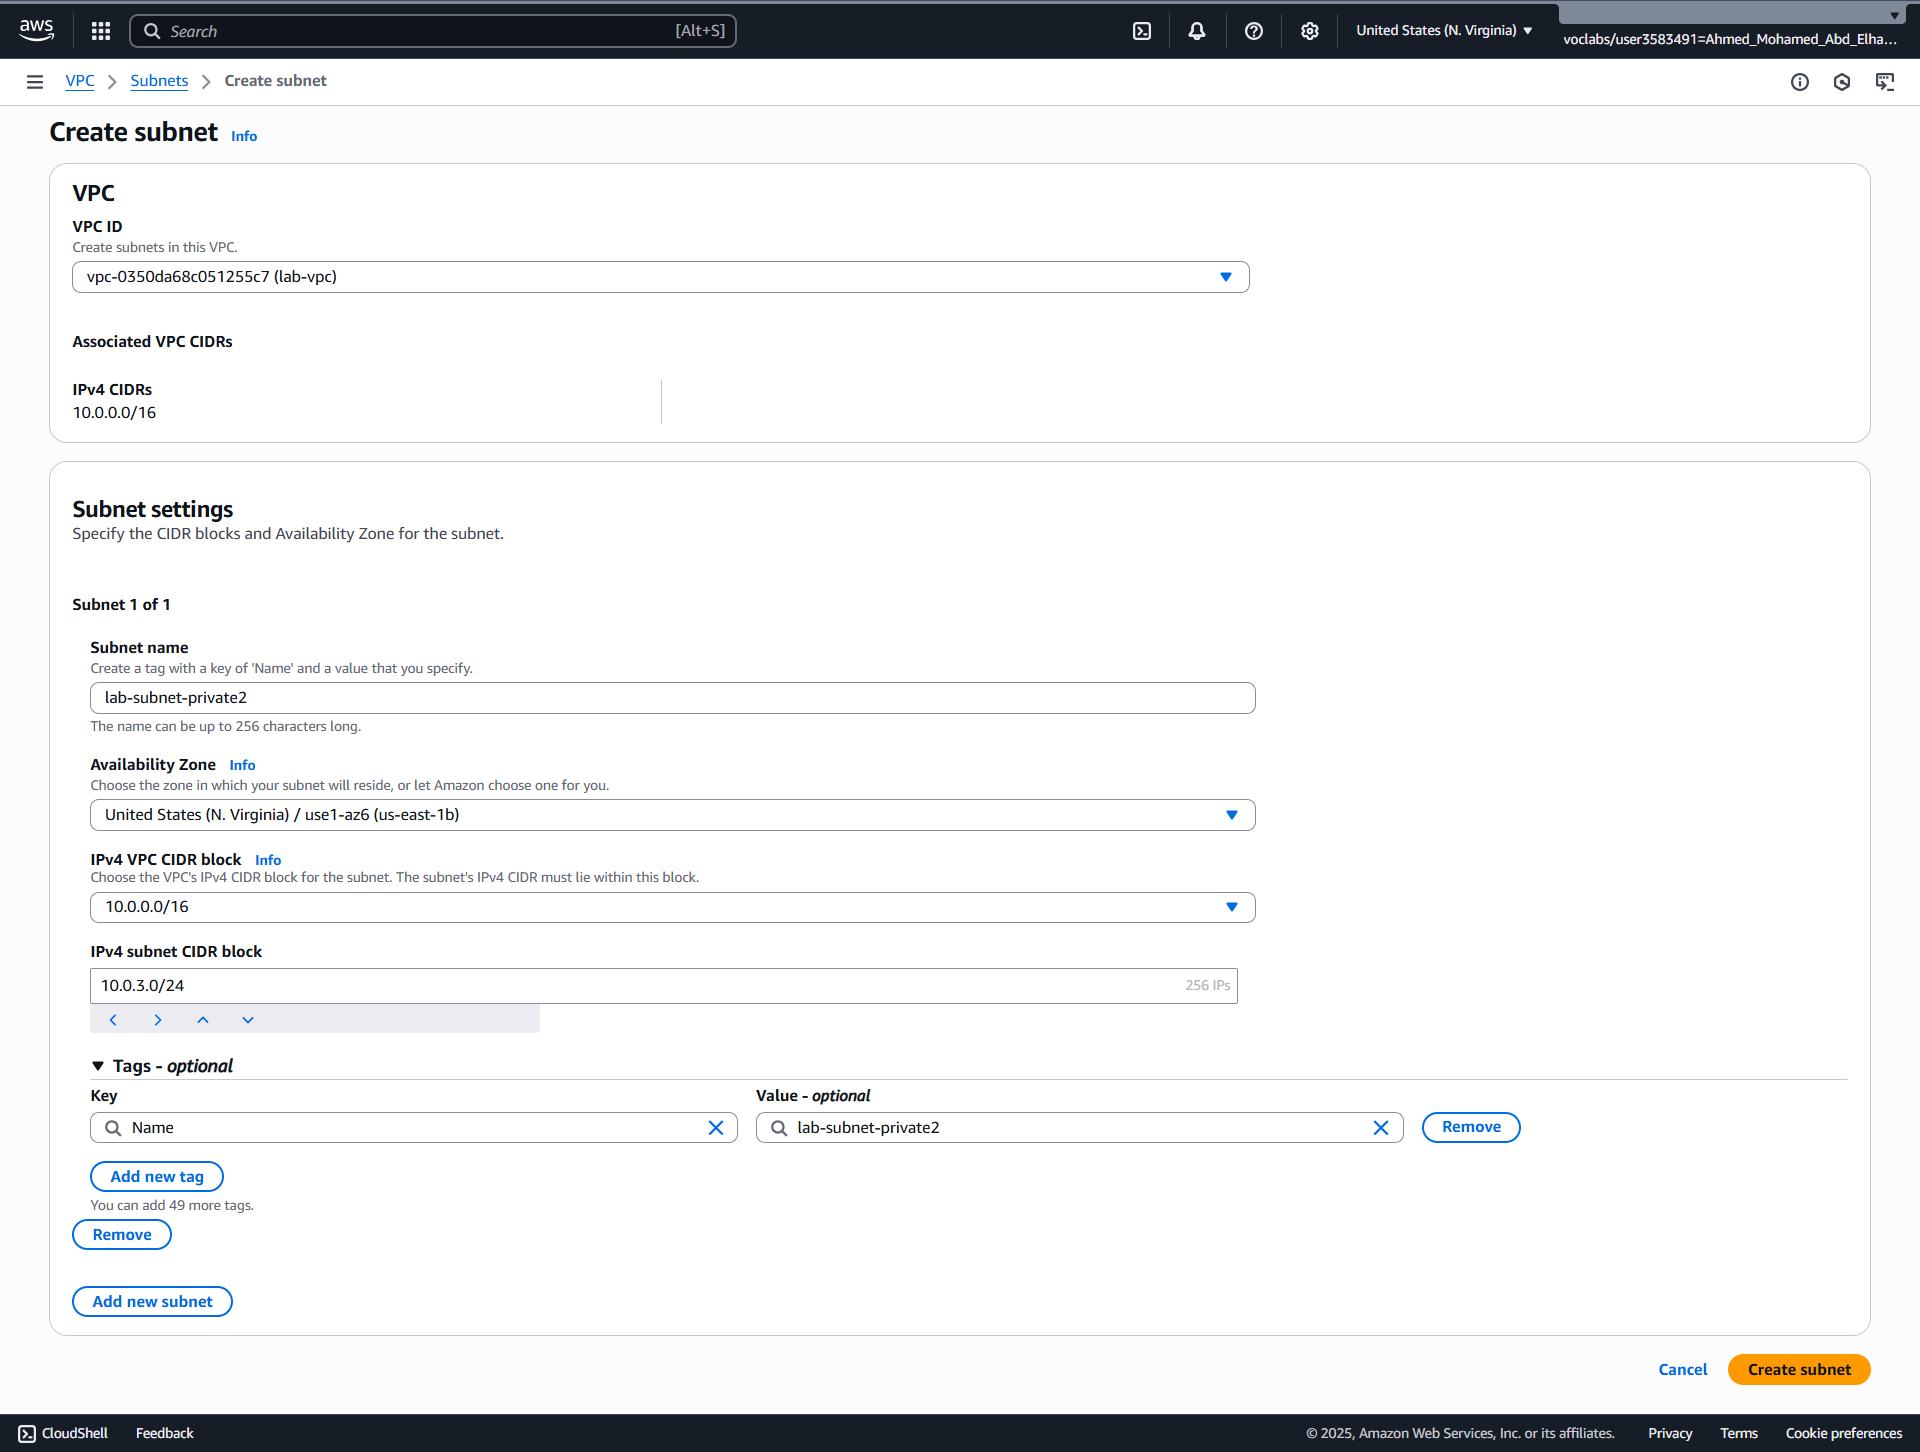 aws
Search [Alt+S]
United States (N. Virginia)
voclabs/user3583491=Ahmed_Mohamed_Abd_Elha...
VPC > Subnets > Create subnet
Create subnet Info
VPC
VPC ID
Create subnets in this VPC.
vpc-0350da68c051255c7 (lab-vpc)
Associated VPC CIDRs
IPv4 CIDRs
10.0.0.0/16
Subnet settings
Specify the CIDR blocks and Availability Zone for the subnet.
Subnet 1 of 1
Subnet name
Create a tag with a key of 'Name' and a value that you specify.
lab-subnet-private2
The name can be up to 256 characters long.
Availability Zone Info
Choose the zone in which your subnet will reside, or let Amazon choose one for you.
United States (N. Virginia) / use1-az6 (us-east-1b)
IPv4 VPC CIDR block Info
Choose the VPC's IPv4 CIDR block for the subnet. The subnet's IPv4 CIDR must lie within this block.
10.0.0.0/16
IPv4 subnet CIDR block
10.0.3.0/24 256 IPs
Tags - optional
Key Value - optional
Name lab-subnet-private2 Remove
Add new tag
You can add 49 more tags.
Remove
Add new subnet
Cancel Create subnet
CloudShell Feedback © 2025, Amazon Web Services, Inc. or its affiliates. Privacy Terms Cookie preferences